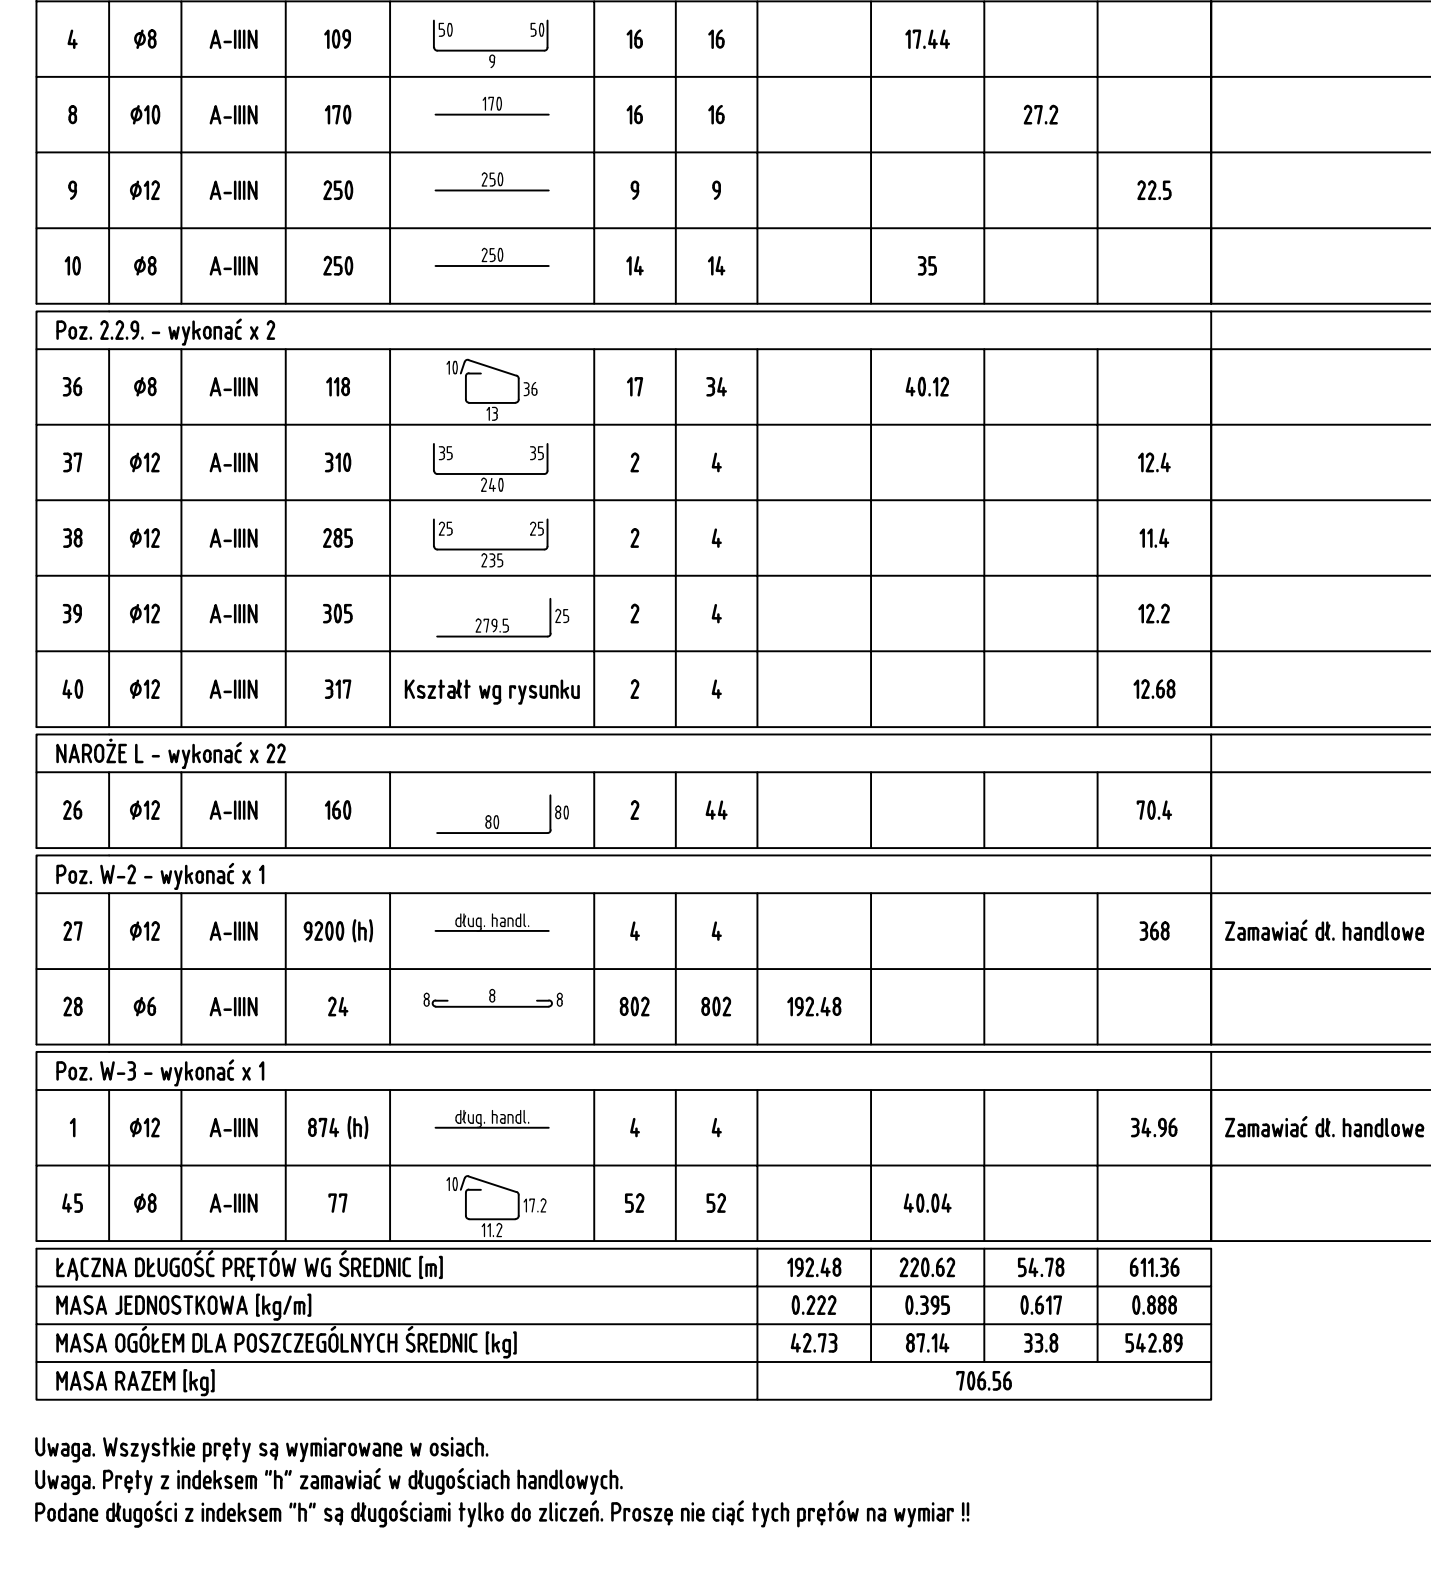 4 Ø8 A-IIIN 109 50 50 9 16 16 17.44
8 Ø10 A-IIIN 170 170 16 16 27.2
9 Ø12 A-IIIN 250 250 9 9 22.5
10 Ø8 A-IIIN 250 250 14 14 35
Poz. 2.2.9. - wykonać x 2
36 Ø8 A-IIIN 118 10 36 13 17 34 40.12
37 Ø12 A-IIIN 310 35 35 240 2 4 12.4
38 Ø12 A-IIIN 285 25 25 235 2 4 11.4
39 Ø12 A-IIIN 305 279.5 25 2 4 12.2
40 Ø12 A-IIIN 317 Kształt wg rysunku 2 4 12.68
NAROŻE L - wykonać x 22
26 Ø12 A-IIIN 160 80 80 2 44 70.4
Poz. W-2 - wykonać x 1
27 Ø12 A-IIIN 9200 (h) dług. handl. 4 4 368 Zamawiać dł. handlowe
28 Ø6 A-IIIN 24 8 8 8 802 802 192.48
Poz. W-3 - wykonać x 1
1 Ø12 A-IIIN 874 (h) dług. handl. 4 4 34.96 Zamawiać dł. handlowe
45 Ø8 A-IIIN 77 10 17.2 11.2 52 52 40.04
ŁĄCZNA DŁUGOŚĆ PRĘTÓW WG ŚREDNIC [m] 192.48 220.62 54.78 611.36
MASA JEDNOSTKOWA [kg/m] 0.222 0.395 0.617 0.888
MASA OGÓŁEM DLA POSZCZEGÓLNYCH ŚREDNIC [kg] 42.73 87.14 33.8 542.89
MASA RAZEM [kg] 706.56
Uwaga. Wszystkie pręty są wymiarowane w osiach.
Uwaga. Pręty z indeksem "h" zamawiać w długościach handlowych.
Podane długości z indeksem "h" są długościami tylko do zliczeń. Proszę nie ciąć tych prętów na wymiar !!